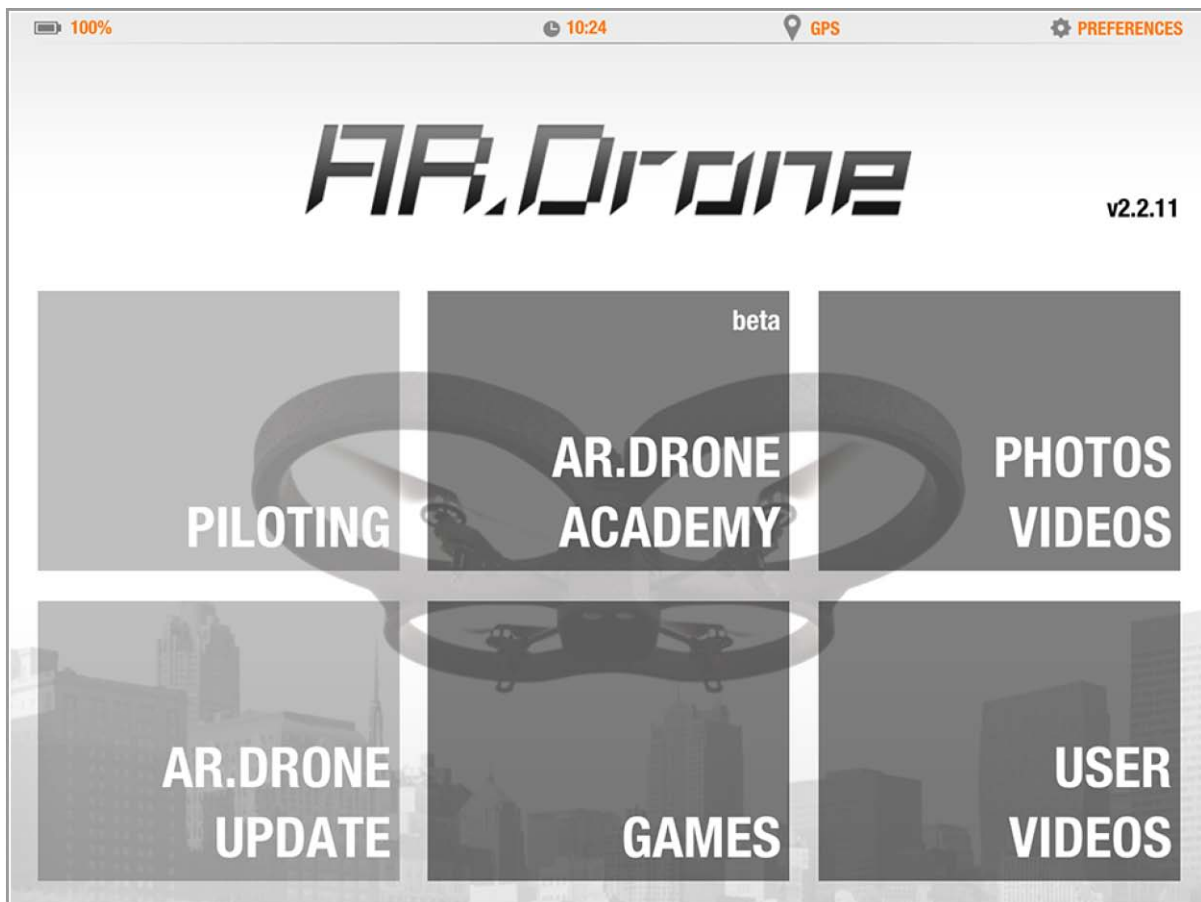 100%
10:24
GPS
PREFERENCES
AR.Drone
v2.2.11
PILOTING
beta
AR.DRONE
ACADEMY
PHOTOS
VIDEOS
AR.DRONE
UPDATE
GAMES
USER
VIDEOS